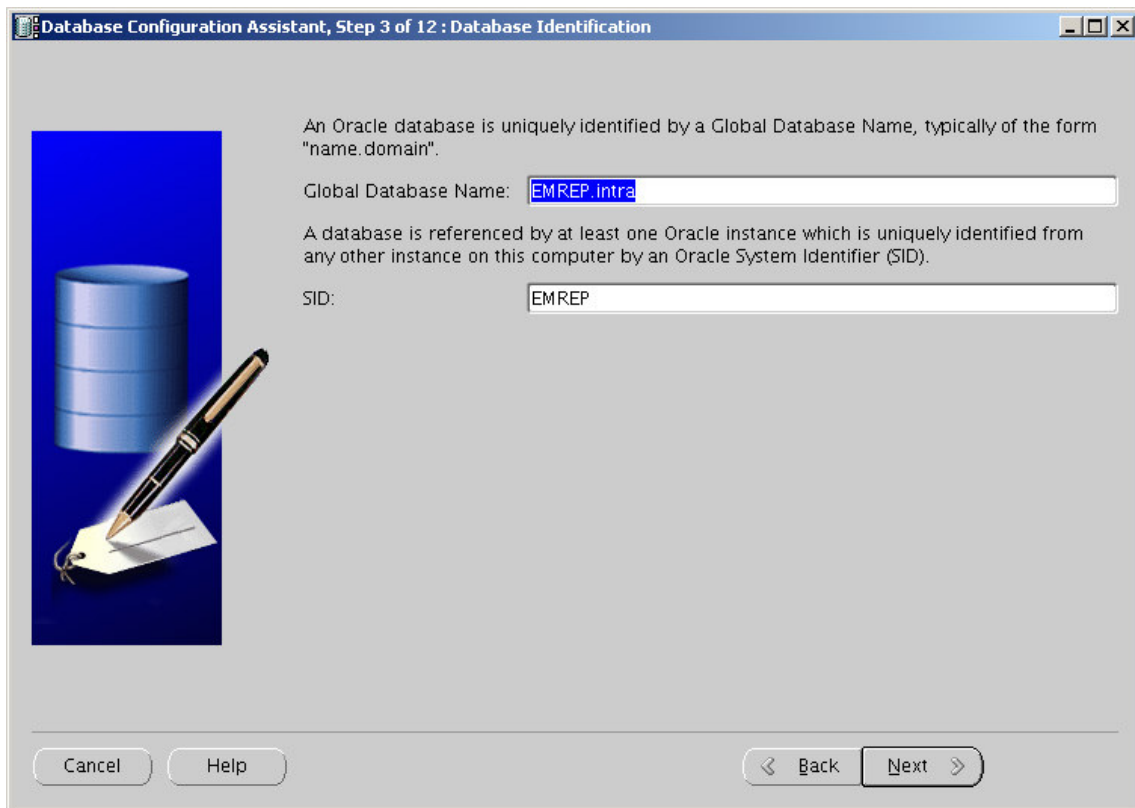 Database Configuration Assistant, Step 3 of 12 : Database Identification
An Oracle database is uniquely identified by a Global Database Name, typically of the form
"name.domain".
Global Database Name: EMREP.intra
A database is referenced by at least one Oracle instance which is uniquely identified from
any other instance on this computer by an Oracle System Identifier (SID).
SID: EMREP
Cancel Help Back Next